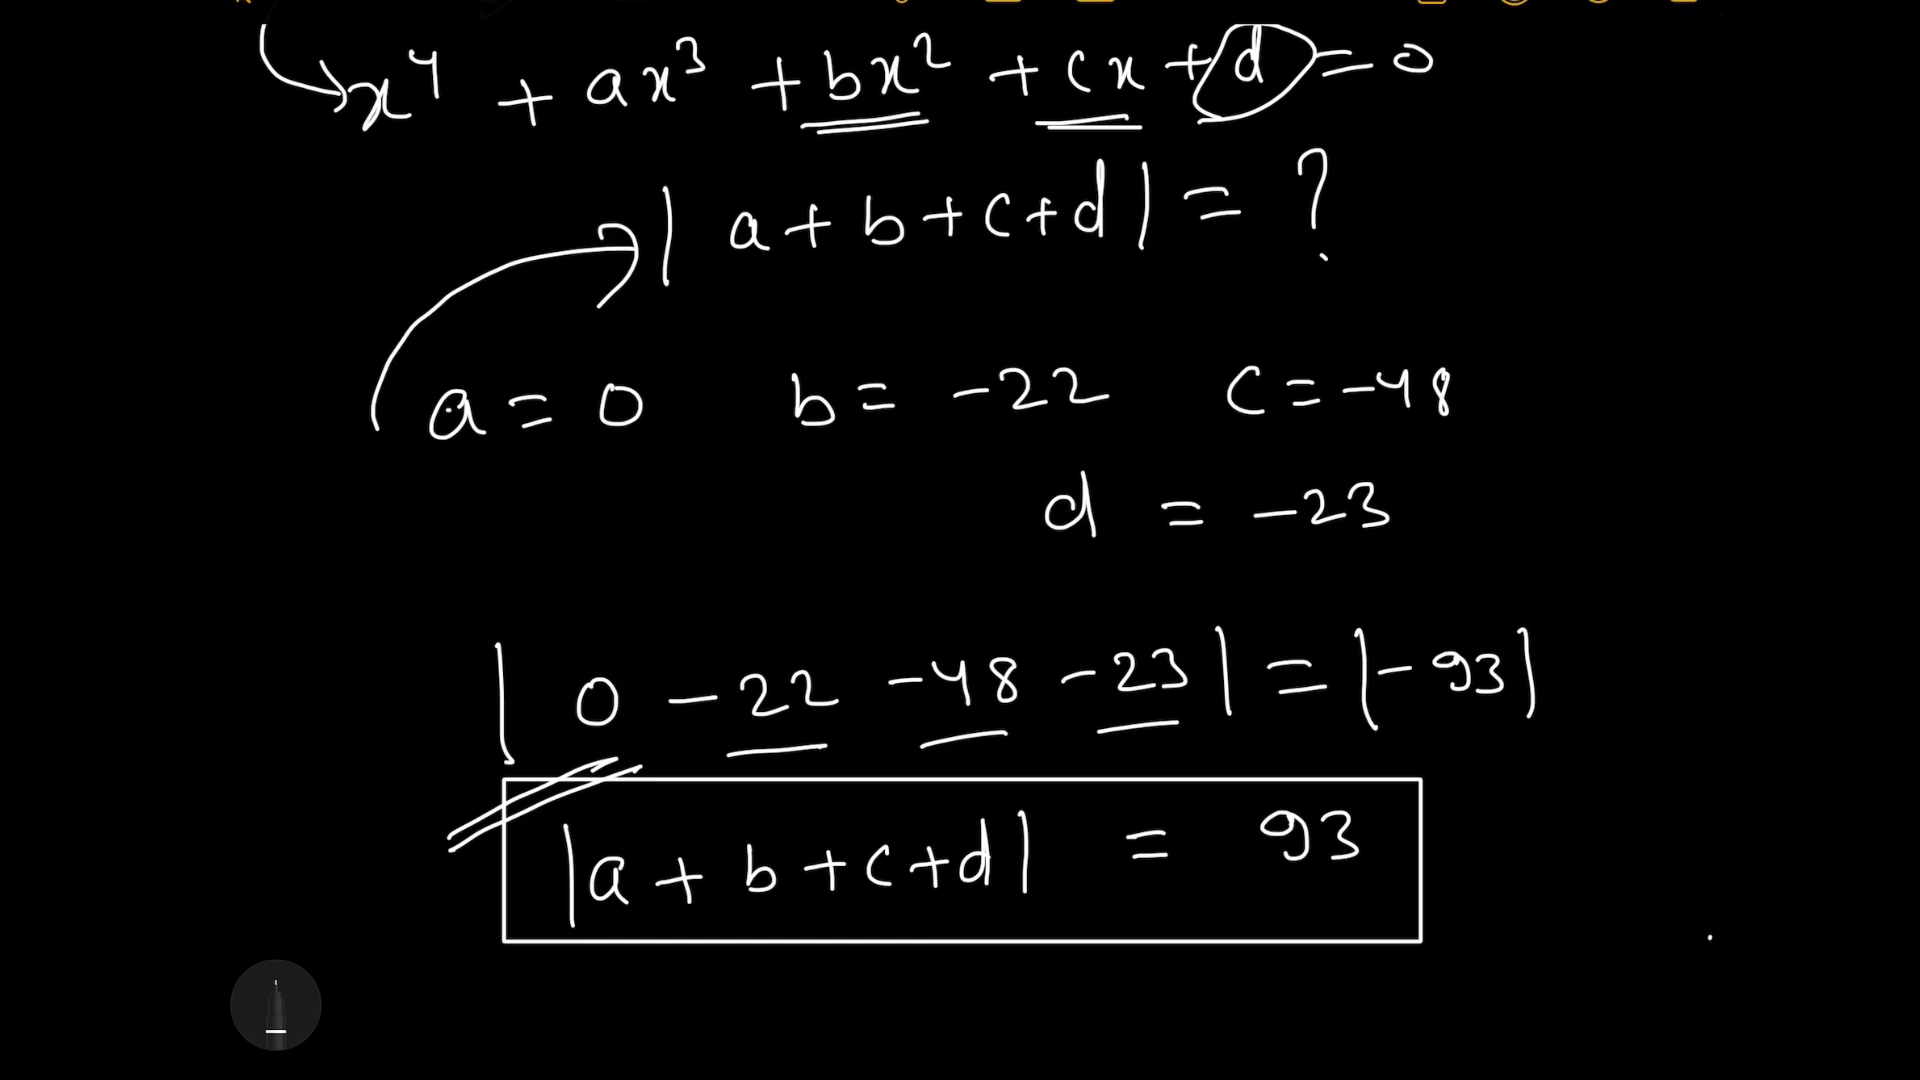 x⁴ + ax³ + bx² + cx + d = 0
| a + b + c + d | = ?
a = 0 b = -22 c = -48
d = -23
| 0 - 22 - 48 - 23 | = |- 93|
|a + b + c + d| = 93